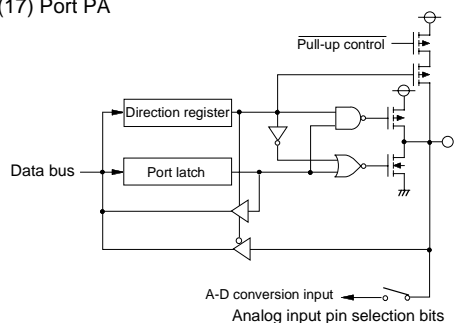 (17) Port PA
Pull-up control
Direction register
Data bus
Port latch
A-D conversion input
Analog input pin selection bits